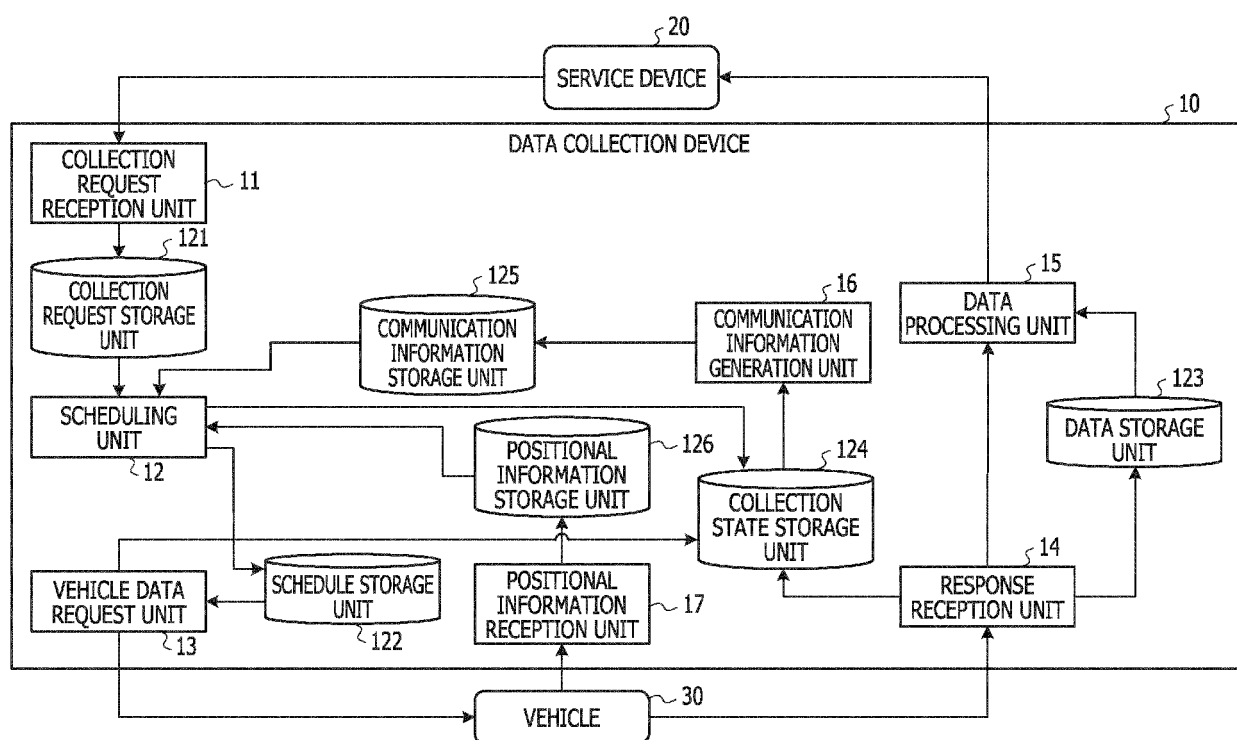 20
SERVICE DEVICE
10
DATA COLLECTION DEVICE
COLLECTION
REQUEST
RECEPTION UNIT
11
121
COLLECTION
REQUEST STORAGE
UNIT
125
COMMUNICATION
INFORMATION
STORAGE UNIT
16
COMMUNICATION
INFORMATION
GENERATION UNIT
15
DATA
PROCESSING UNIT
123
DATA STORAGE
UNIT
SCHEDULING
UNIT
12
126
POSITIONAL
INFORMATION
STORAGE UNIT
124
COLLECTION
STATE STORAGE
UNIT
VEHICLE DATA
REQUEST UNIT
13
SCHEDULE STORAGE
UNIT
122
POSITIONAL
INFORMATION
RECEPTION UNIT
17
14
RESPONSE
RECEPTION UNIT
30
VEHICLE